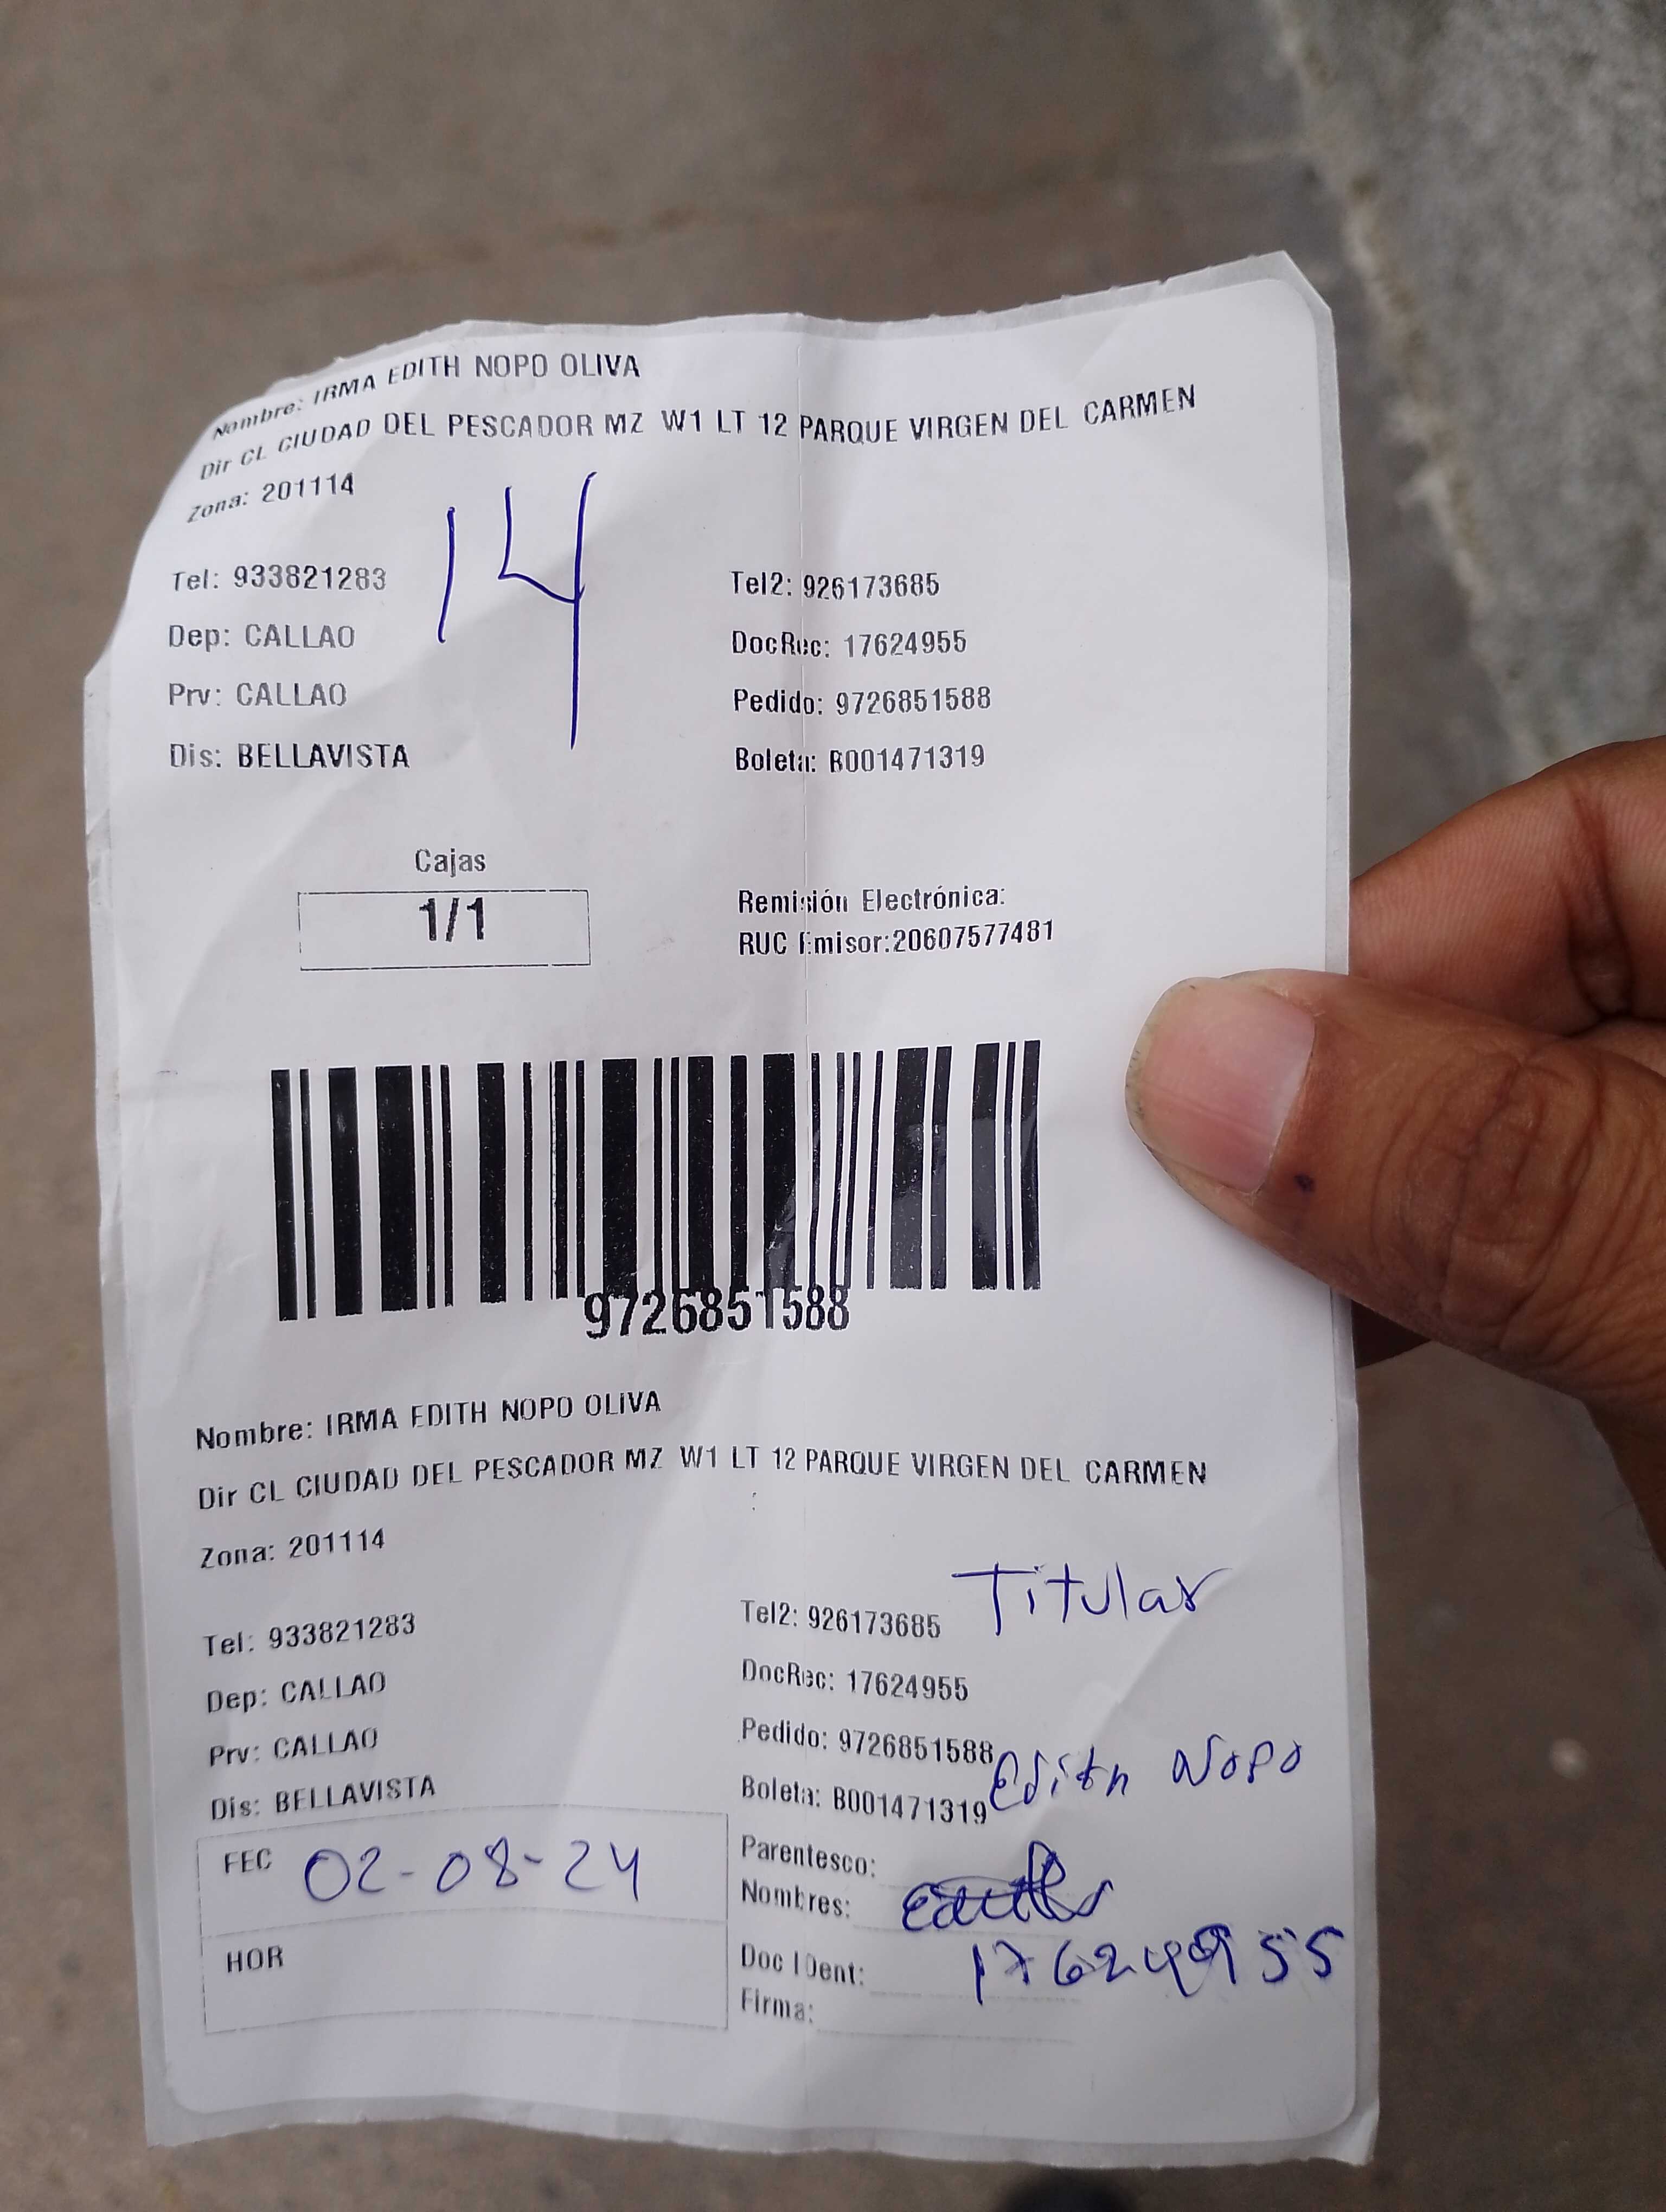 Nombre: IRMA EDITH NOPO OLIVA
Dir CL CIUDAD DEL PESCADOR MZ W1 LT 12 PARQUE VIRGEN DEL CARMEN
Zona: 201114
14
Tel: 933821283 Tel2: 926173685
Dep: CALLAO DocRec: 17624955
Prv: CALLAO Pedido: 9726851588
Dis: BELLAVISTA Boleta: B001471319
Cajas
1/1
Remisión Electrónica:
RUC Emisor:20607577481
9726851588
Nombre: IRMA EDITH NOPO OLIVA
Dir CL CIUDAD DEL PESCADOR MZ W1 LT 12 PARQUE VIRGEN DEL CARMEN
Zona: 201114
Titular
Tel: 933821283 Tel2: 926173685
Dep: CALLAO DocRec: 17624955
Prv: CALLAO Pedido: 9726851588
Edith Nopo
Dis: BELLAVISTA Boleta: B001471319
FEC 02-08-24
Parentesco:
Nombres:
HOR
Doc IDent: 17624955
Firma: